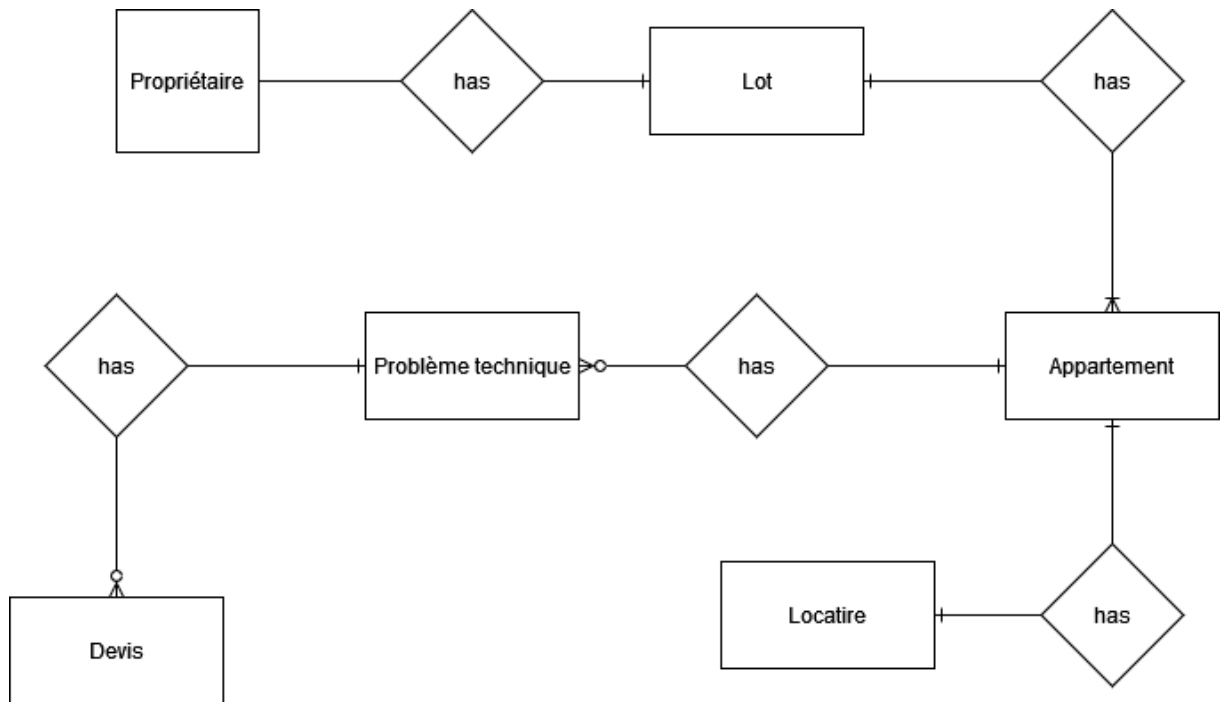 Propriétaire
has
Lot
has
has
Problème technique
has
Appartement
Devis
Locatire
has